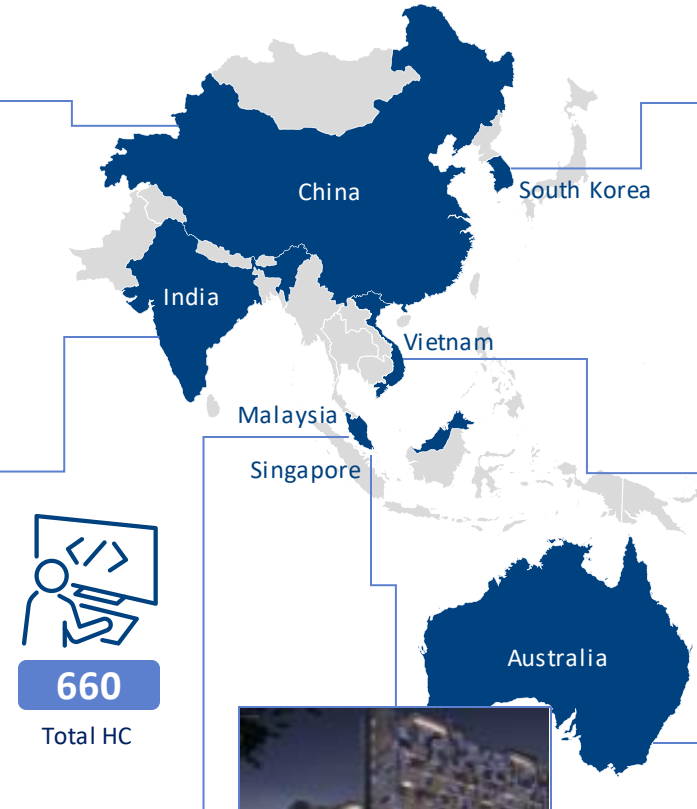 China
South Korea
India
Vietnam
Malaysia
Singapore
</>
660
Australia
Total HC